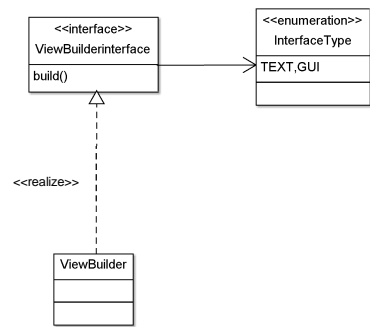 <<interface>>
ViewBuilderinterface
build()
<<enumeration>>
InterfaceType
TEXT,GUI
<<realize>>
ViewBuilder